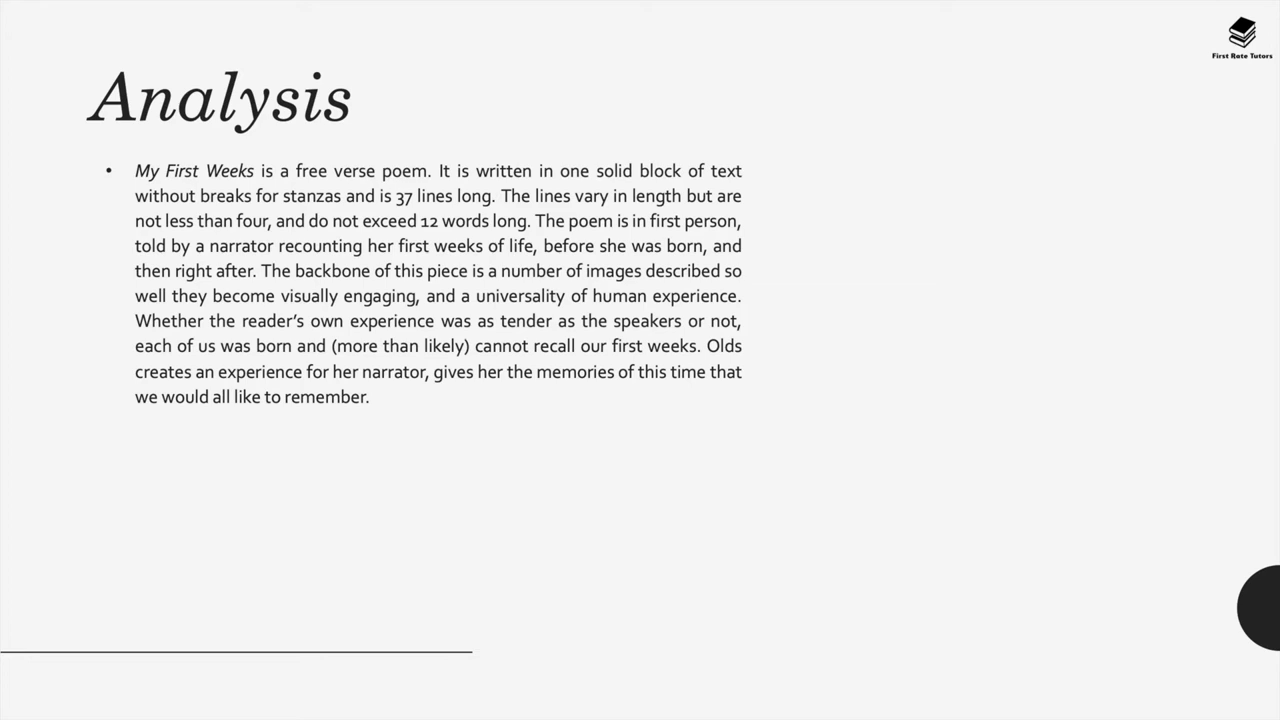 First Rate Tutors
Analysis
• My First Weeks is a free verse poem. It is written in one solid block of text
without breaks for stanzas and is 37 lines long. The lines vary in length but are
not less than four, and do not exceed 12 words long. The poem is in first person,
told by a narrator recounting her first weeks of life, before she was born, and
then right after. The backbone of this piece is a number of images described so
well they become visually engaging, and a universality of human experience.
Whether the reader’s own experience was as tender as the speakers or not,
each of us was born and (more than likely) cannot recall our first weeks. Olds
creates an experience for her narrator, gives her the memories of this time that
we would all like to remember.